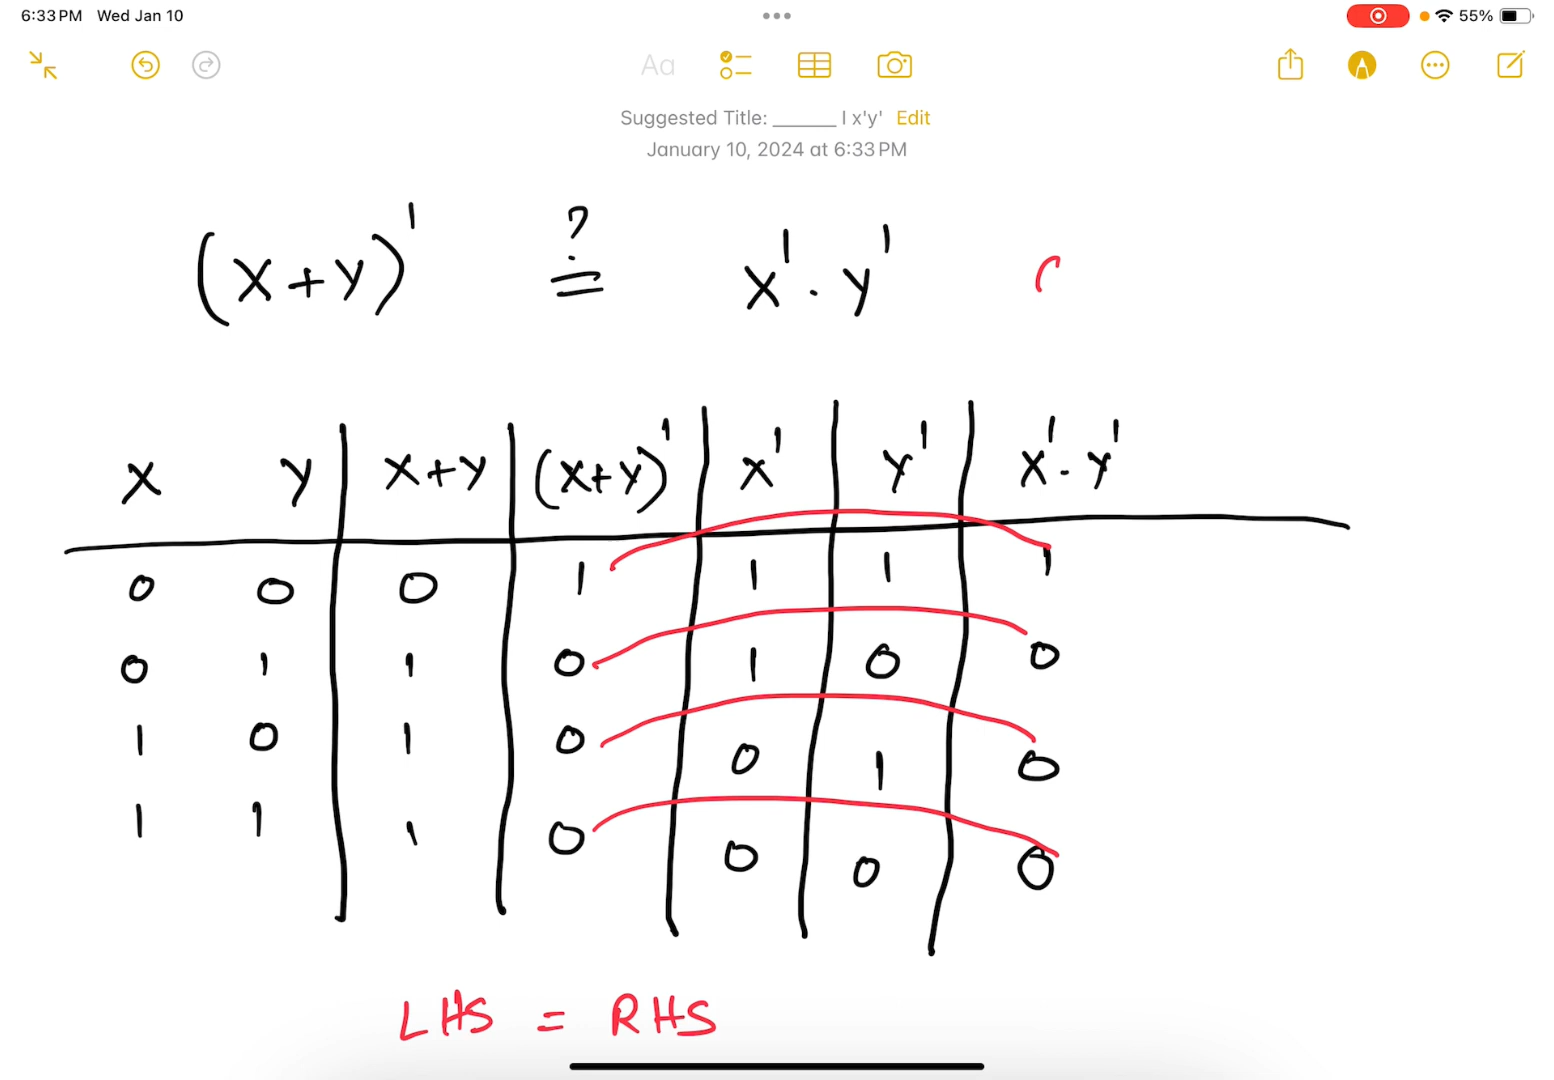 6:33 PM Wed Jan 10 55%
Aa
Suggested Title: ______ I x'y' Edit
January 10, 2024 at 6:33 PM
(x+y)' ≟ x'.y' (
x y x+y (x+y)' x' y' x'.y'
0 0 0 1 1 1 1
0 1 1 0 1 0 0
1 0 1 0 0 1 0
1 1 1 0 0 0 0
LHS = RHS